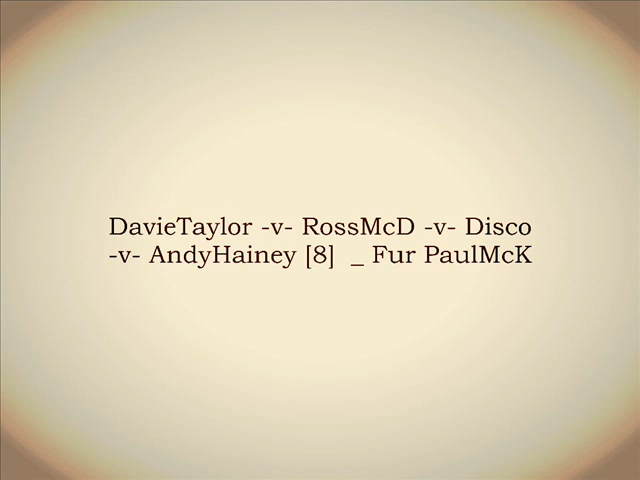 DavieTaylor -v- RossMcD -v- Disco
-v- AndyHainey [8]  _ Fur PaulMcK